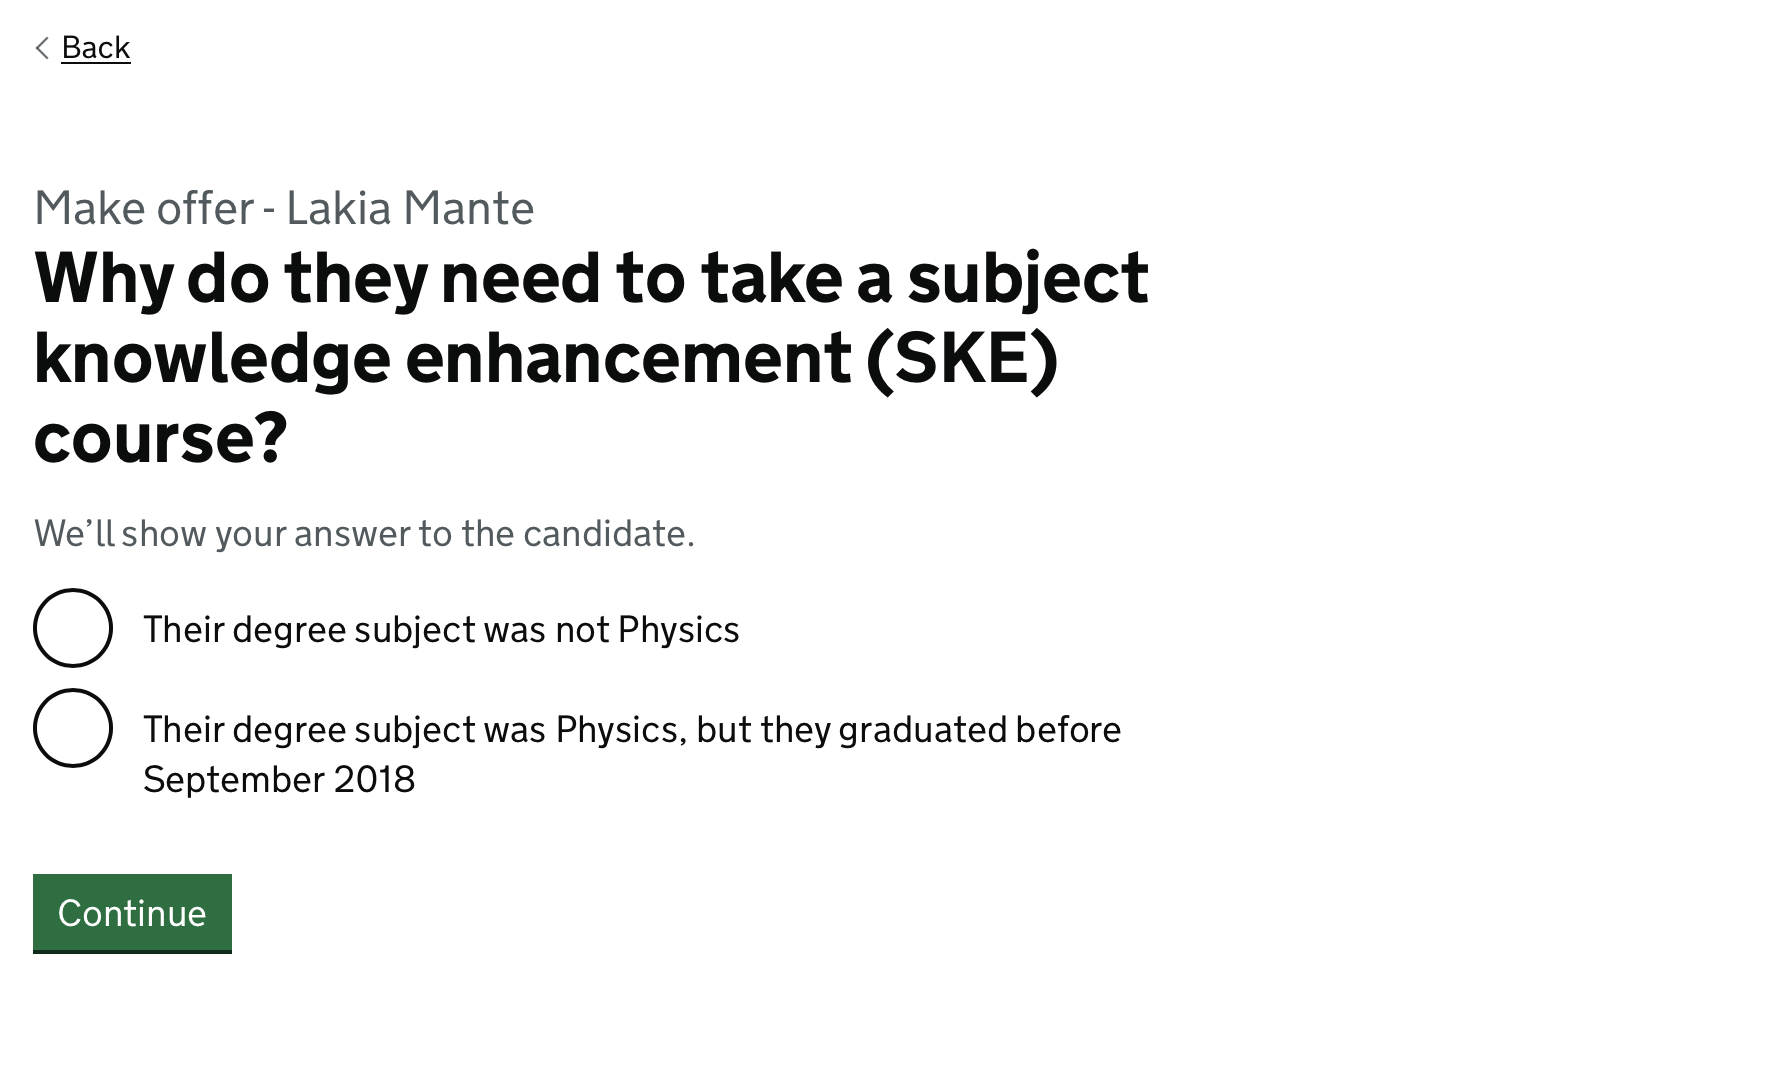 Back
Make offer - Lakia Mante
Why do they need to take a subject
knowledge enhancement (SKE)
course?
We’ll show your answer to the candidate.
Their degree subject was not Physics
Their degree subject was Physics, but they graduated before
September 2018
Continue